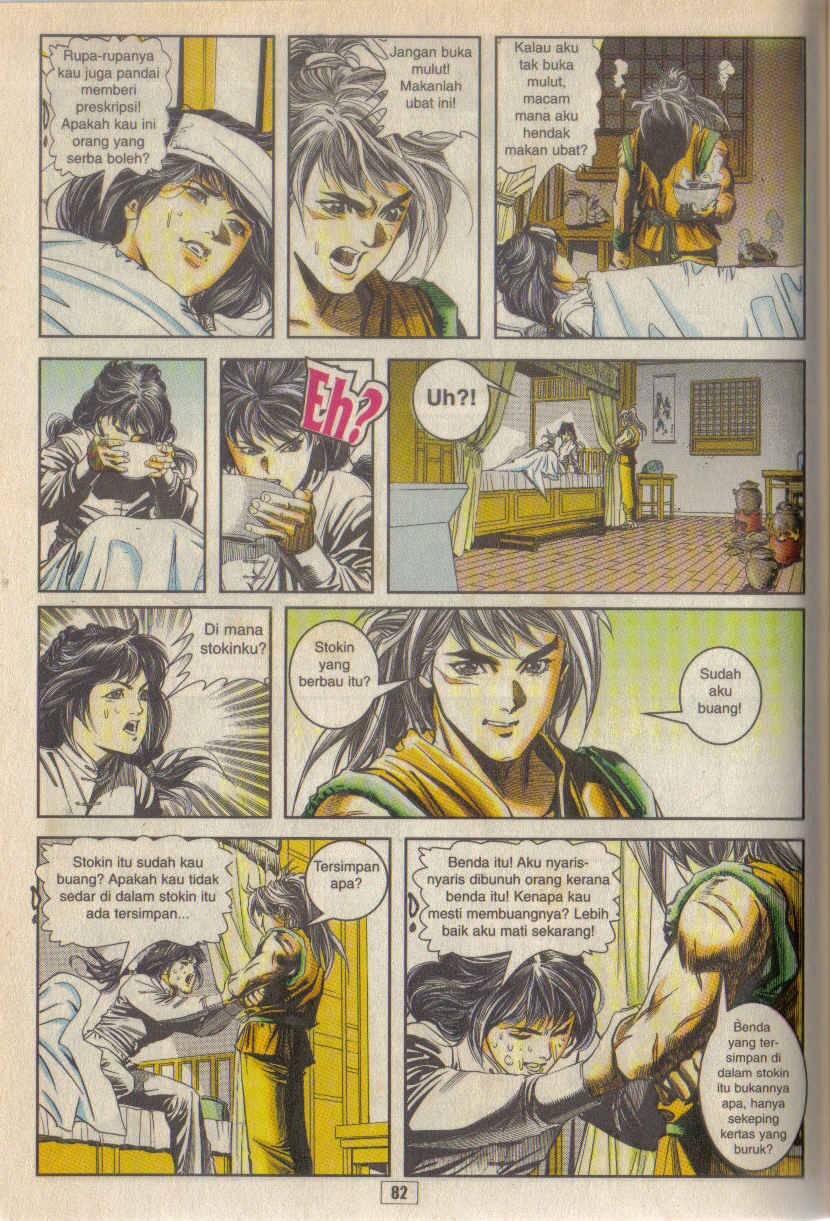 Rupa-rupanya
kau juga pandai
memberi
preskripsi!
Apakah kau ini
orang yang
serba boleh?
Jangan buka
mulut!
Makanlah
ubat ini!
Kalau aku
tak buka
mulut,
macam
mana aku
hendak
makan ubat?
Eh?
Uh?!
Di mana
stokinku?
Stokin
yang
berbau itu?
Sudah
aku
buang!
Stokin itu sudah kau
buang? Apakah kau tidak
sedar di dalam stokin itu
ada tersimpan...
Tersimpan
apa?
Benda itu! Aku nyaris-
nyaris dibunuh orang kerana
benda itu! Kenapa kau
mesti membuangnya? Lebih
baik aku mati sekarang!
Benda
yang ter-
simpan di
dalam stokin
itu bukannya
apa, hanya
sekeping
kertas yang
buruk?
82